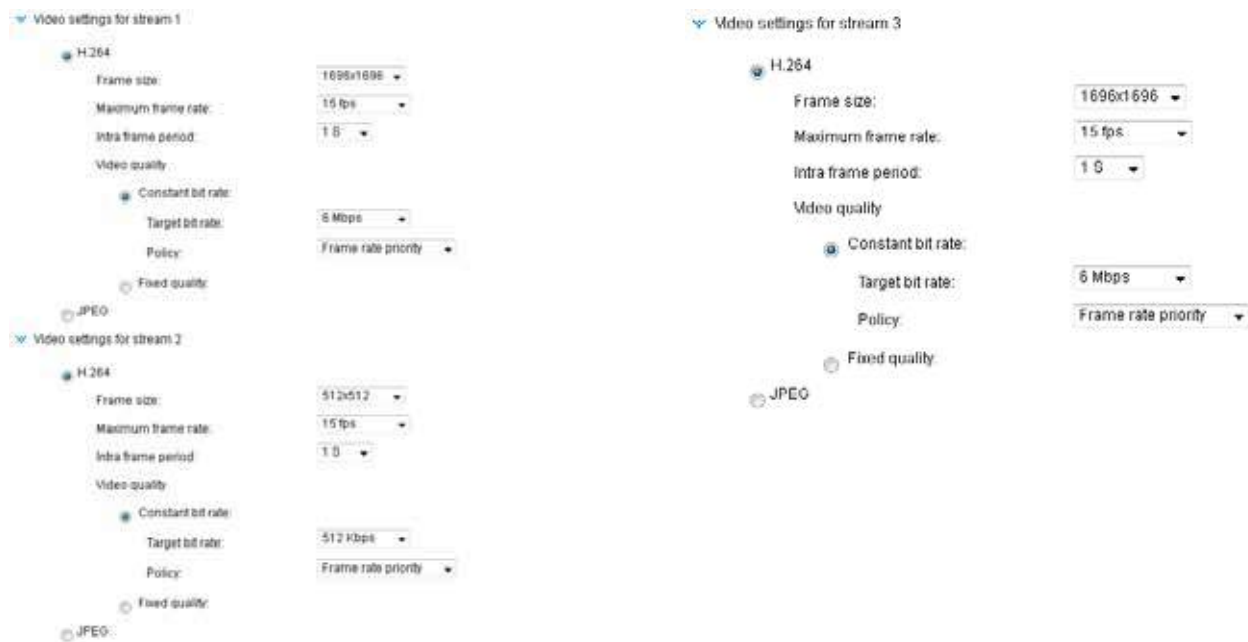 Video settings for stream 1
H.264
Frame size: 1696x1696
Maximum frame rate: 15 fps
Intra frame period: 1 S
Video quality
Constant bit rate:
Target bit rate: 6 Mbps
Policy: Frame rate priority
Fixed quality:
JPEG
Video settings for stream 2
H.264
Frame size: 512x512
Maximum frame rate: 15 fps
Intra frame period: 1 S
Video quality
Constant bit rate:
Target bit rate: 512 Kbps
Policy: Frame rate priority
Fixed quality:
JPEG
Video settings for stream 3
H.264
Frame size: 1696x1696
Maximum frame rate: 15 fps
Intra frame period: 1 S
Video quality
Constant bit rate:
Target bit rate: 6 Mbps
Policy: Frame rate priority
Fixed quality:
JPEG